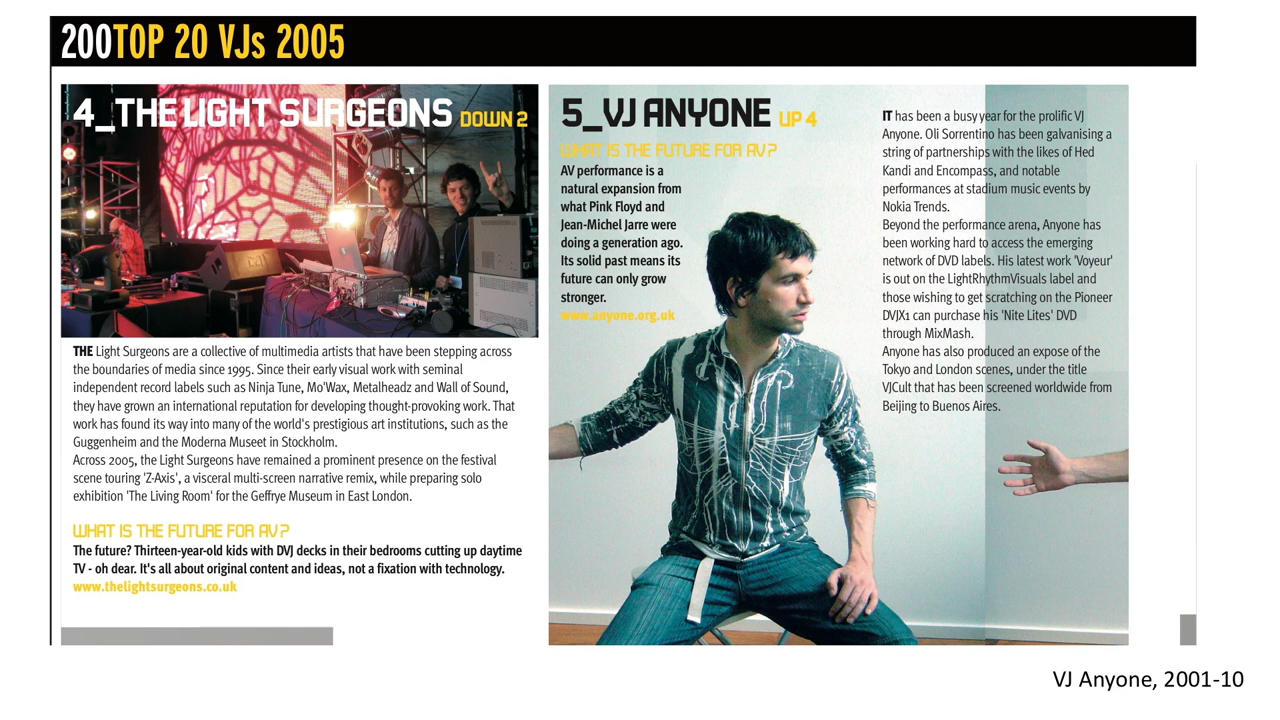 200TOP 20 VJs 2005
4_THE LIGHT SURGEONS DOWN 2
THE Light Surgeons are a collective of multimedia artists that have been stepping across
the boundaries of media since 1995. Since their early visual work with seminal
independent record labels such as Ninja Tune, Mo'Wax, Metalheadz and Wall of Sound,
they have grown an international reputation for developing thought-provoking work. That
work has found its way into many of the world's prestigious art institutions, such as the
Guggenheim and the Moderna Museet in Stockholm.
Across 2005, the Light Surgeons have remained a prominent presence on the festival
scene touring 'Z-Axis', a visceral multi-screen narrative remix, while preparing solo
exhibition 'The Living Room' for the Geffrye Museum in East London.
WHAT IS THE FUTURE FOR AV?
The future? Thirteen-year-old kids with DVJ decks in their bedrooms cutting up daytime
TV - oh dear. It's all about original content and ideas, not a fixation with technology.
www.thelightsurgeons.co.uk
5_VJ ANYONE UP 4
WHAT IS THE FUTURE FOR AV?
AV performance is a
natural expansion from
what Pink Floyd and
Jean-Michel Jarre were
doing a generation ago.
Its solid past means its
future can only grow
stronger.
www.anyone.org.uk
IT has been a busy year for the prolific VJ
Anyone. Oli Sorrentino has been galvanising a
string of partnerships with the likes of Hed
Kandi and Encompass, and notable
performances at stadium music events by
Nokia Trends.
Beyond the performance arena, Anyone has
been working hard to access the emerging
network of DVD labels. His latest work 'Voyeur'
is out on the LightRhythmVisuals label and
those wishing to get scratching on the Pioneer
DVJX1 can purchase his 'Nite Lites' DVD
through MixMash.
Anyone has also produced an expose of the
Tokyo and London scenes, under the title
VJCult that has been screened worldwide from
Beijing to Buenos Aires.
VJ Anyone, 2001-10